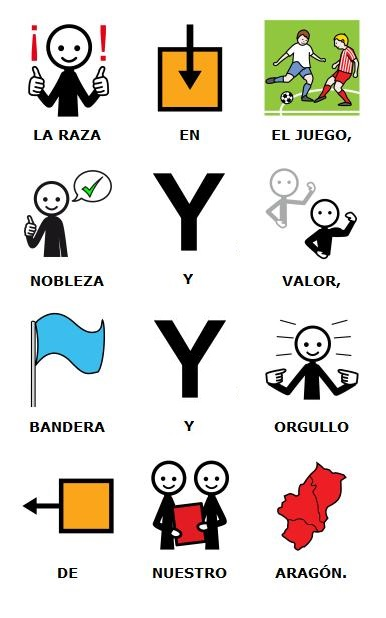 LA RAZA EN EL JUEGO,
NOBLEZA Y VALOR,
BANDERA Y ORGULLO
DE NUESTRO ARAGÓN.